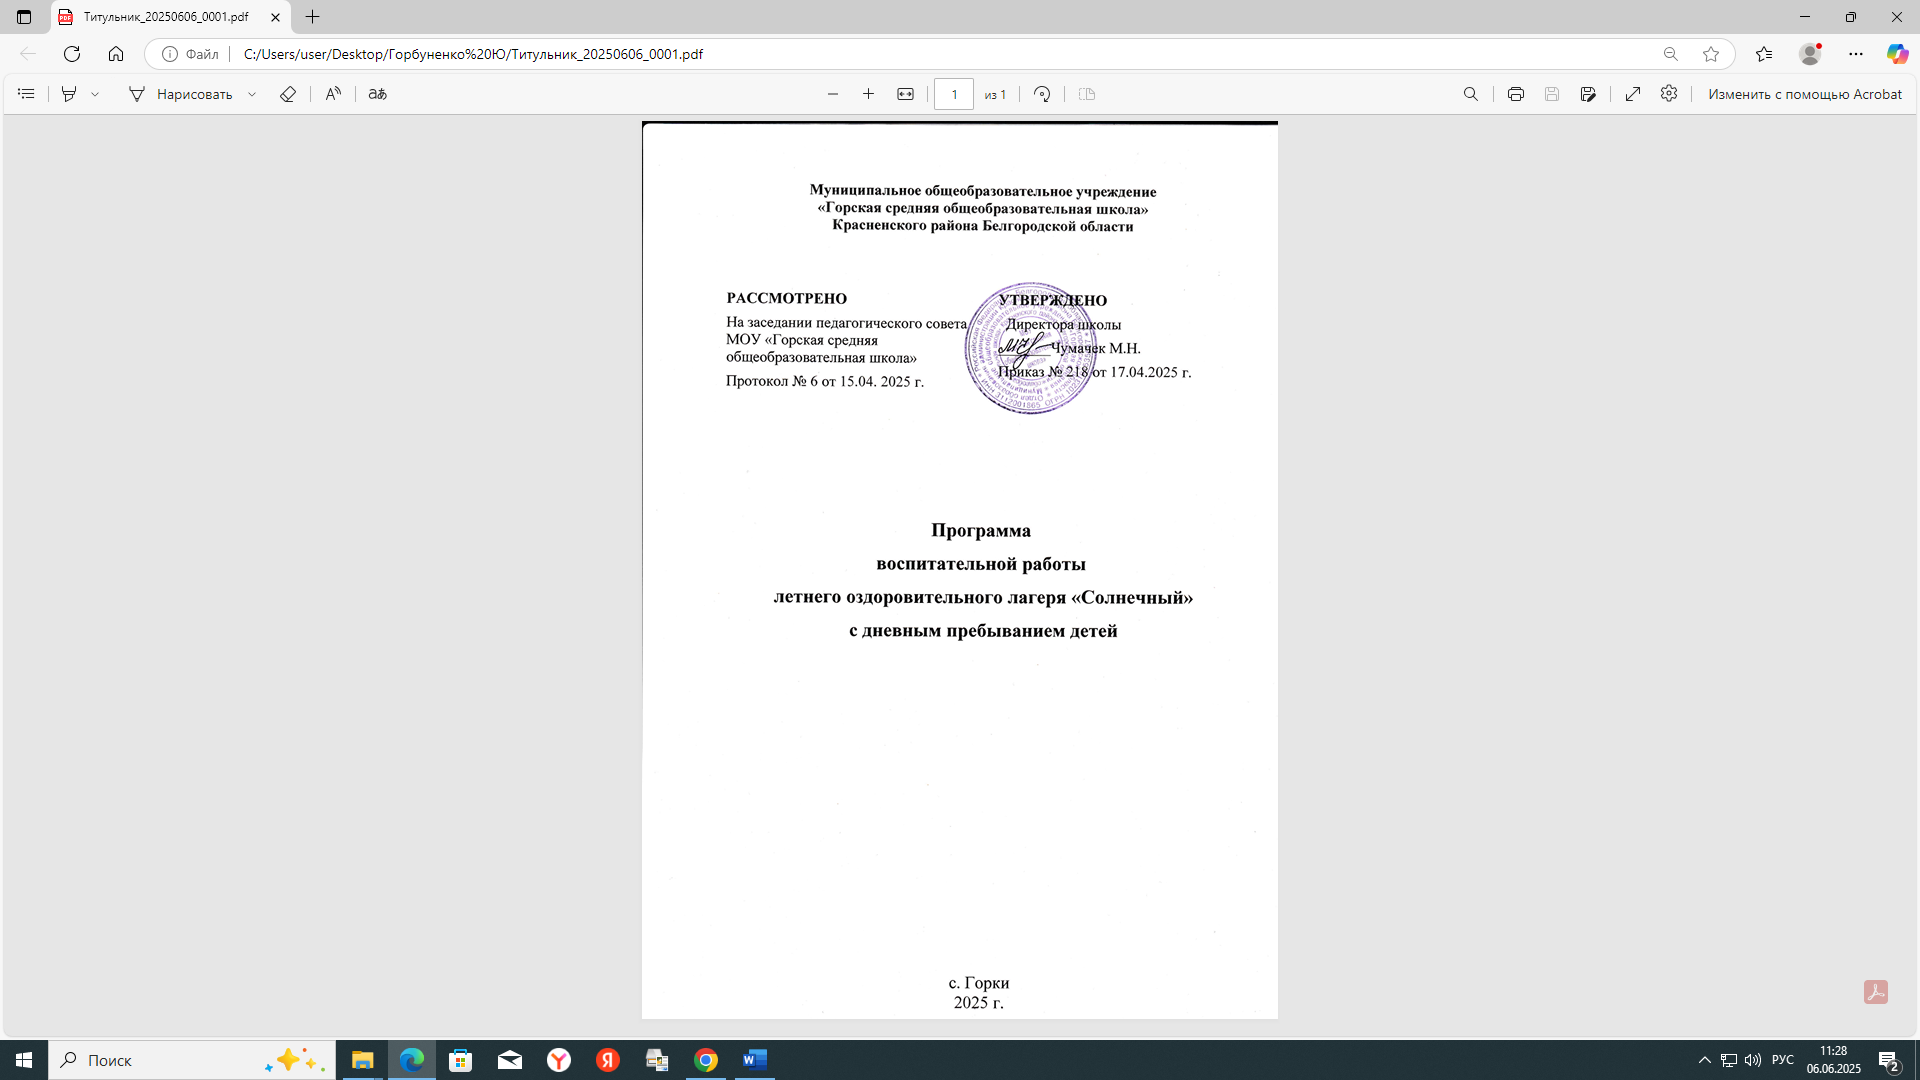 Титульник_20250606_0001.pdf
Файл
C:/Users/user/Desktop/Горбуненко%20Ю/Титульник_20250606_0001.pdf
Нарисовать
aあ
1 из 1
Изменить с помощью Acrobat
Муниципальное общеобразовательное учреждение
«Горская средняя общеобразовательная школа»
Красненского района Белгородской области
РАССМОТРЕНО
На заседании педагогического совета
МОУ «Горская средняя
общеобразовательная школа»
Протокол № 6 от 15.04. 2025 г.
УТВЕРЖДЕНО
Директора школы
Чумачек М.Н.
Приказ № 218 от 17.04.2025 г.
Программа
воспитательной работы
летнего оздоровительного лагеря «Солнечный»
с дневным пребыванием детей
с. Горки
2025 г.
Поиск
РУС
11:28
06.06.2025
2